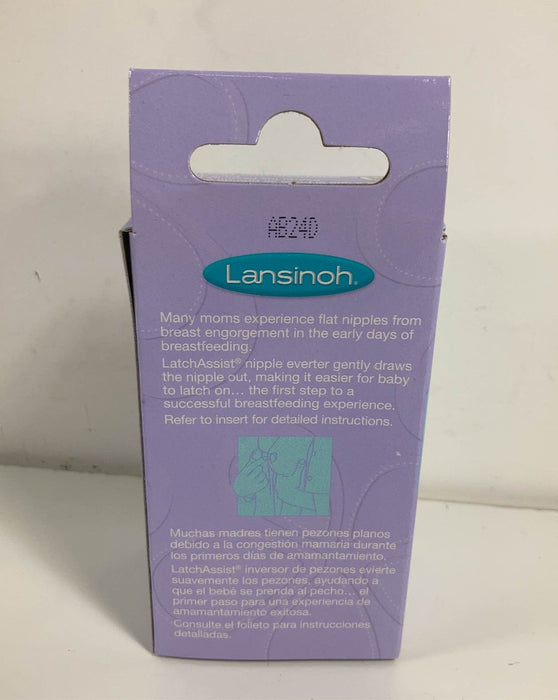 AB240
Lansinoh®
Many moms experience flat nipples from
breast engorgement in the early days of
breastfeeding.
LatchAssist® nipple everter gently draws
the nipple out, making it easier for baby
to latch on... the first step to a
successful breastfeeding experience.
Refer to insert for detailed instructions.
Muchas madres tienen pezones planos
debido a la congestión mamaria durante
los primeros días de amamantamiento.
LatchAssist® inversor de pezones evierte
suavemente los pezones, ayudando a
que el bebé se prenda al pecho... el
primer paso para una experiencia de
amamantamiento exitosa.
Consulte el folleto para instrucciones
detalladas.